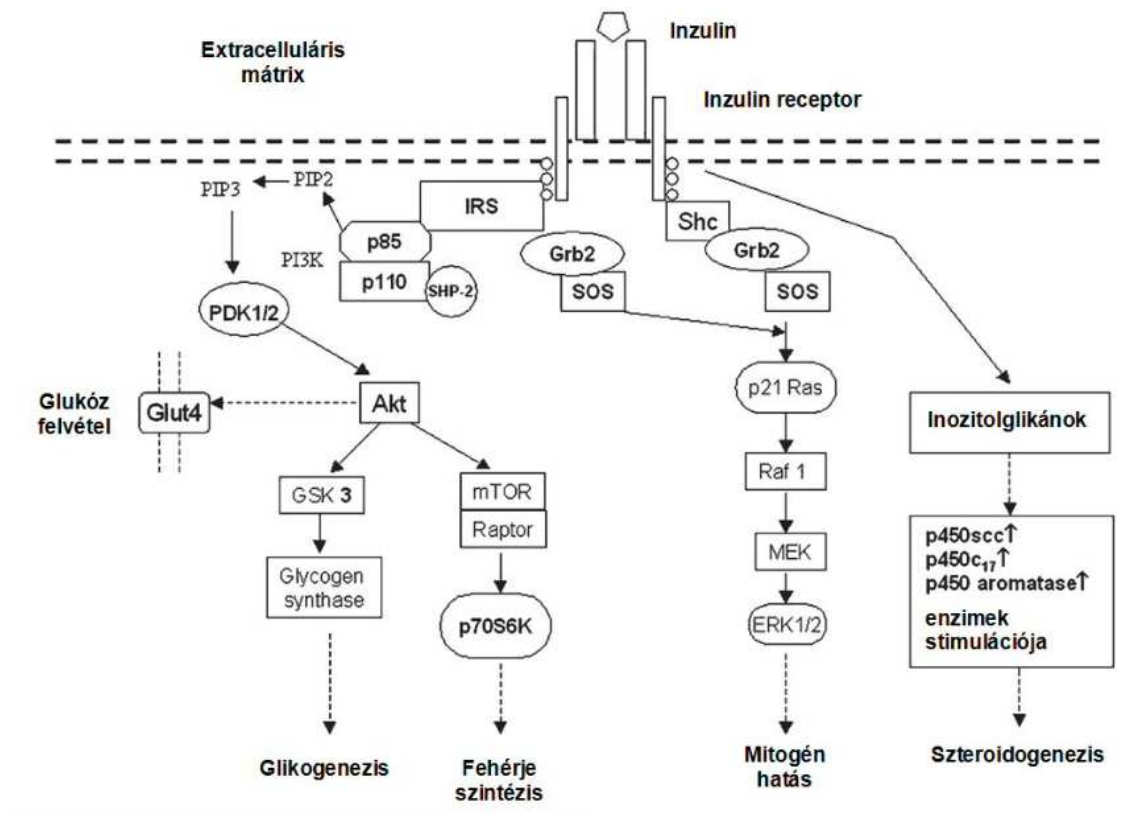 Inzulin
Extracelluláris
mátrix
Inzulin receptor
PIP3
PIP2
IRS
Shc
p85
PI3K
p110
SHP-2
Grb2
SOS
Grb2
SOS
PDK1/2
Glukóz
felvétel
Glut4
Akt
p21 Ras
Inozitolglikánok
GSK 3
mTOR
Raptor
Raf 1
Glycogen
synthase
p70S6K
MEK
ERK1/2
p450scc↑
p450c₁₇↑
p450 aromatase↑
enzimek
stimulációja
Glikogenezis
Fehérje
szintézis
Mitogén
hatás
Szteroidogenezis